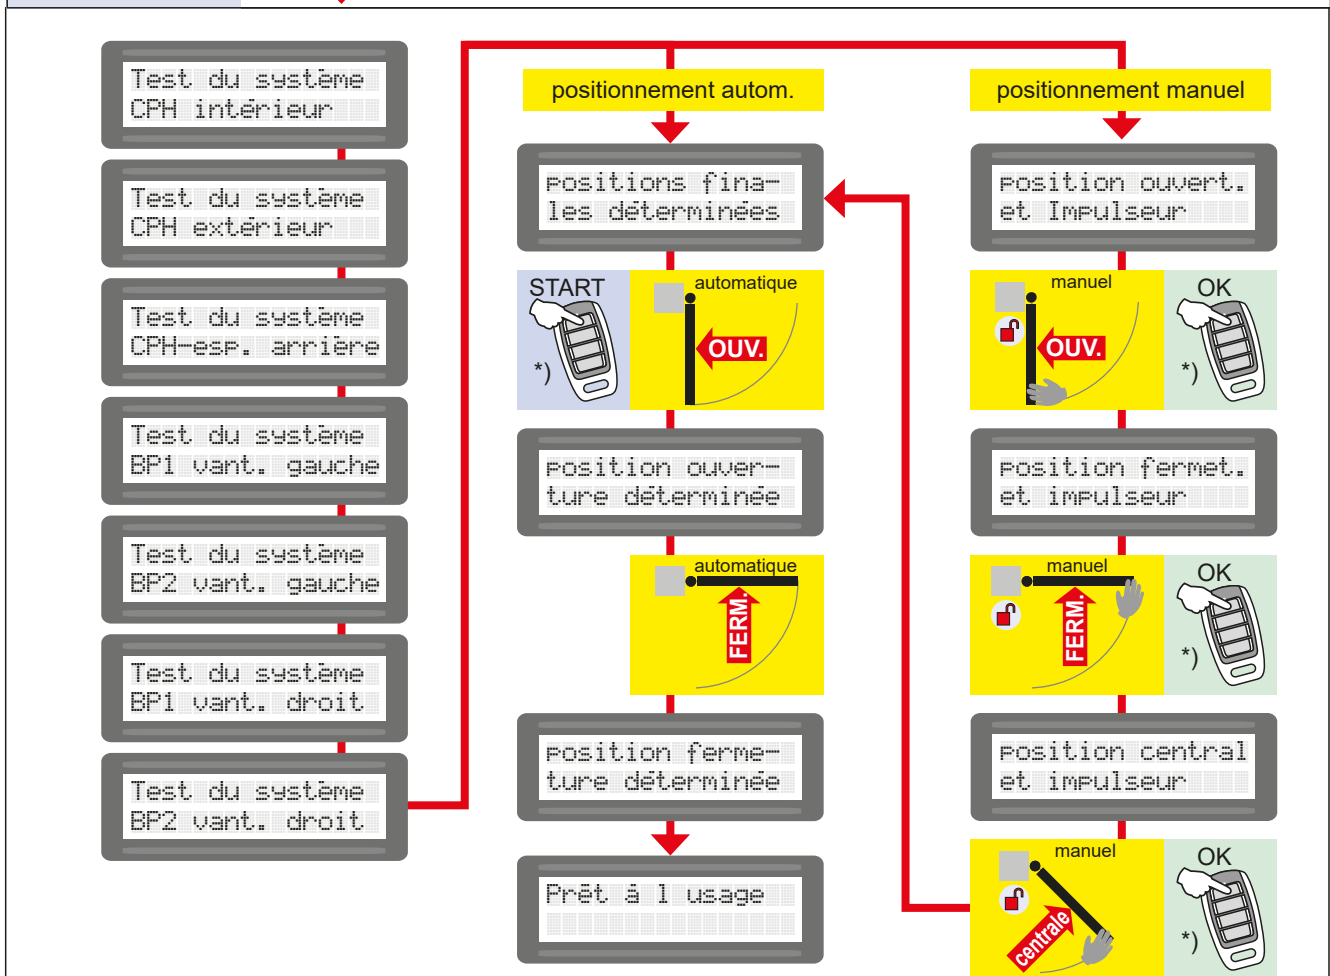 Test du système
CPH intérieur
Test du système
CPH extérieur
Test du système
CPH-esp. arrière
Test du système
BP1 vant. gauche
Test du système
BP2 vant. gauche
Test du système
BP1 vant. droit
Test du système
BP2 vant. droit
positionnement autom.
positions fina-
les déterminées
START
*)
automatique
OUV.
position ouver-
ture déterminée
automatique
FERM.
position ferme-
ture déterminée
Prêt à l usage
positionnement manuel
position ouvert.
et Impulseur
manuel
OUV.
OK
*)
position fermet.
et impulseur
manuel
FERM.
OK
*)
position central
et impulseur
manuel
centrale
OK
*)